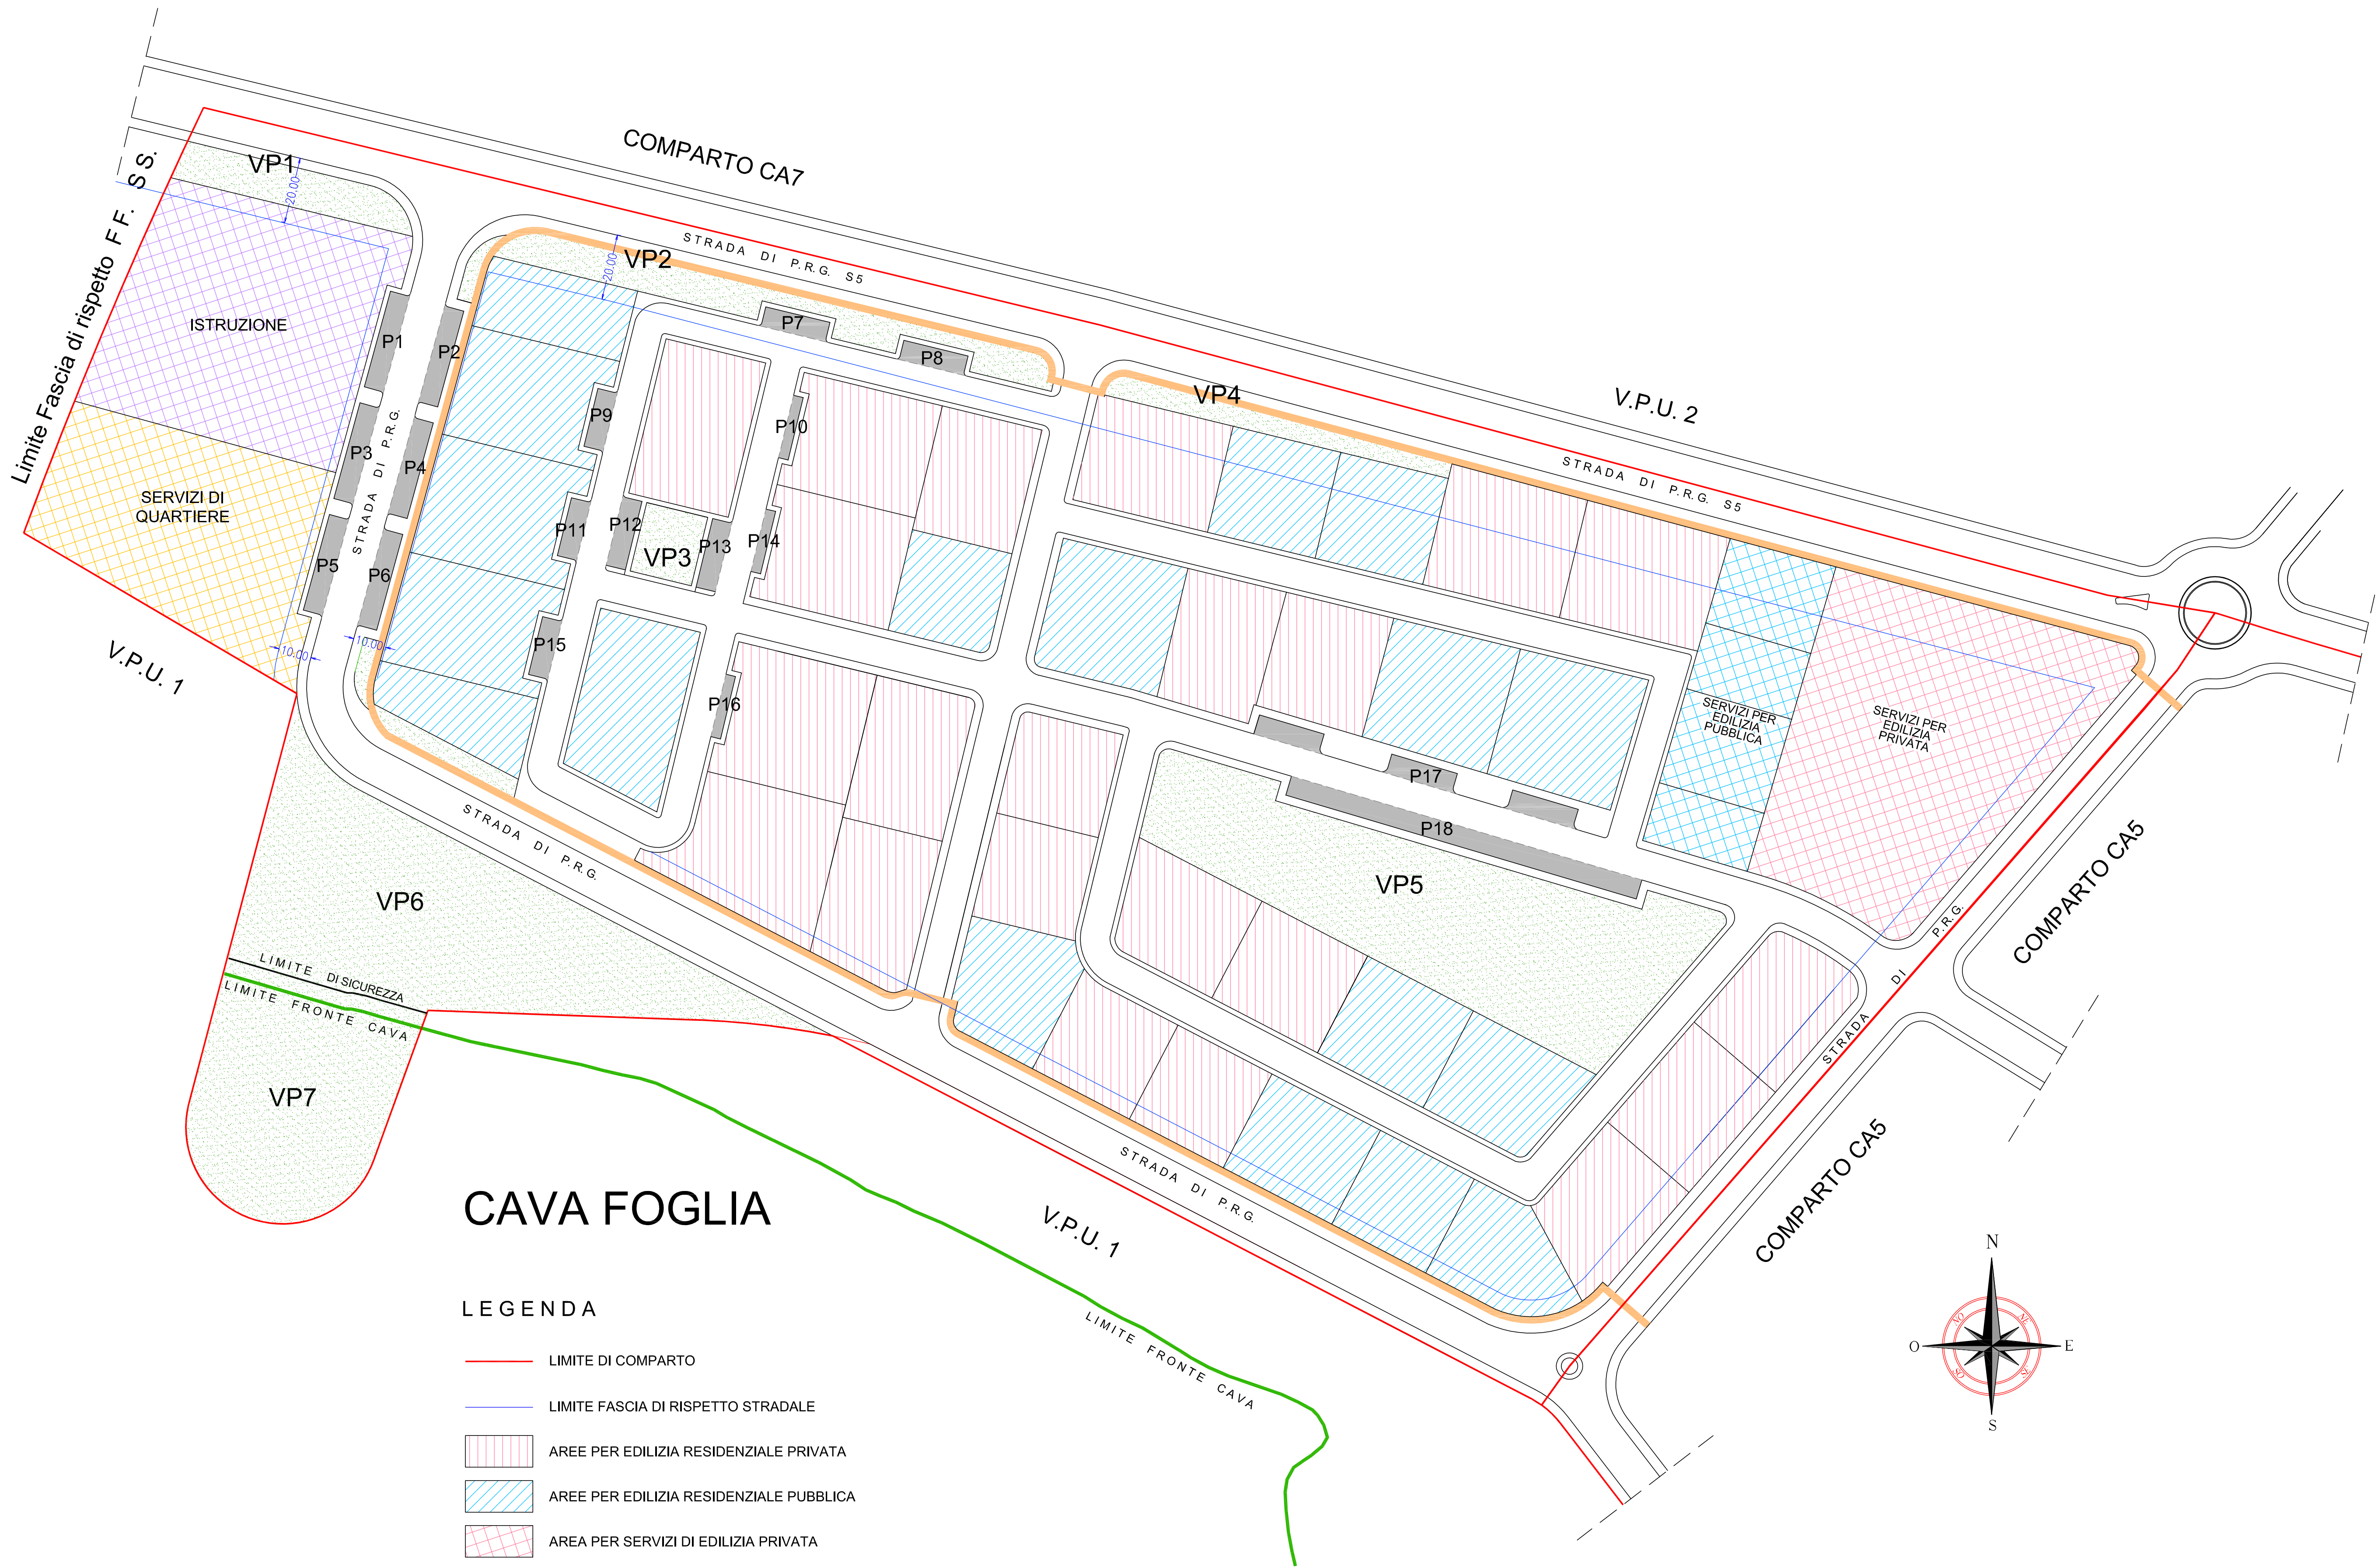 COMPARTO CA7
VP1
20.00
Limite Fascia di rispetto FF. SS.
STRADA DI P.R.G. S5
VP2
20.00
ISTRUZIONE
P1
P2
P7
P8
VP4
V.P.U. 2
P9
P10
P3
P4
STRADA DI P.R.G.
STRADA DI P.R.G. S5
SERVIZI DI
QUARTIERE
P11
P12
P13
P14
VP3
P5
P6
10.00
10.00
P15
V.P.U. 1
P16
SERVIZI PER
EDILIZIA
PUBBLICA
SERVIZI PER
EDILIZIA
PRIVATA
P17
P18
STRADA DI P.R.G.
VP5
VP6
COMPARTO CA5
STRADA DI P.R.G.
LIMITE DI SICUREZZA
LIMITE FRONTE CAVA
VP7
CAVA FOGLIA
STRADA DI P.R.G.
V.P.U. 1
COMPARTO CA5
LIMITE FRONTE CAVA
N
NO
NE
O
E
SO
SE
S
LEGENDA
LIMITE DI COMPARTO
LIMITE FASCIA DI RISPETTO STRADALE
AREE PER EDILIZIA RESIDENZIALE PRIVATA
AREE PER EDILIZIA RESIDENZIALE PUBBLICA
AREA PER SERVIZI DI EDILIZIA PRIVATA